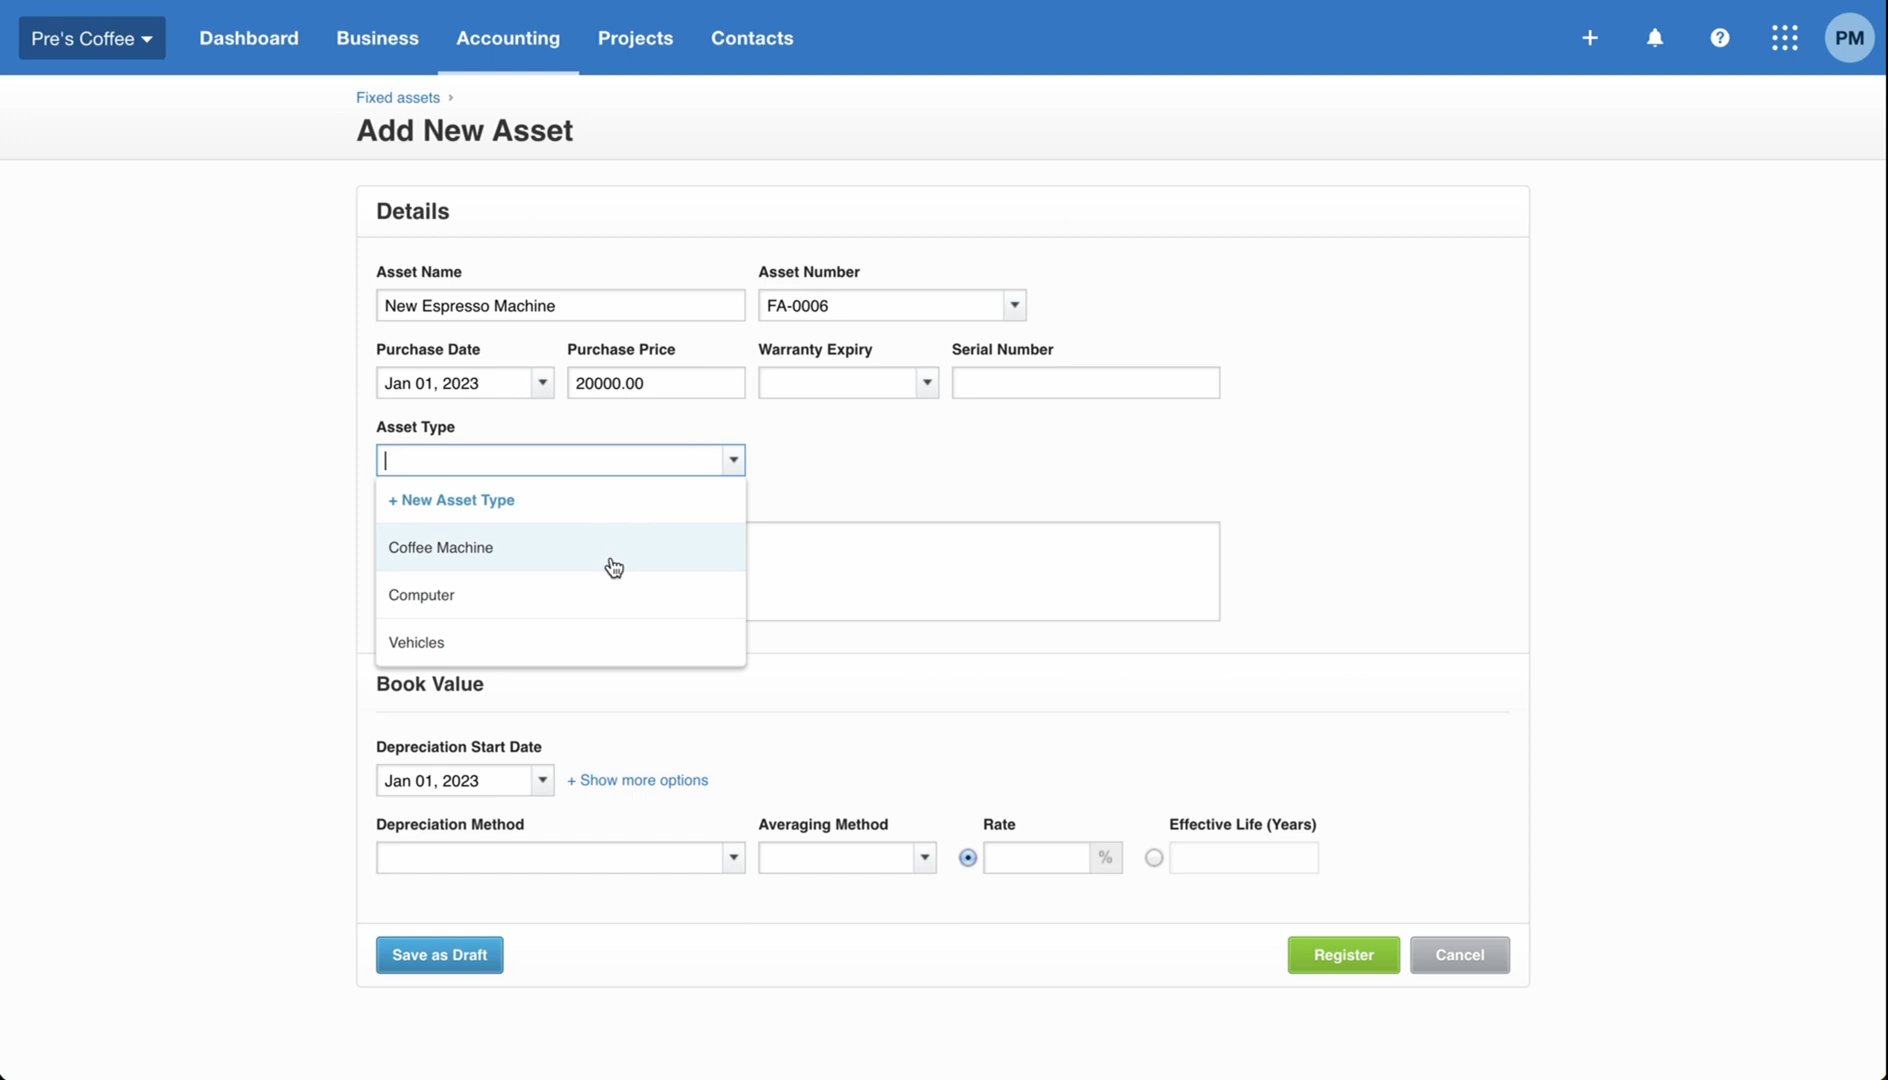 Pre's Coffee Dashboard Business Accounting Projects Contacts + ? PM
Fixed assets ›
Add New Asset
Details
Asset Name Asset Number
New Espresso Machine FA-0006
Purchase Date Purchase Price Warranty Expiry Serial Number
Jan 01, 2023 20000.00
Asset Type
+ New Asset Type
Coffee Machine
Computer
Vehicles
Book Value
Depreciation Start Date
Jan 01, 2023 + Show more options
Depreciation Method Averaging Method Rate Effective Life (Years)
%
Save as Draft Register Cancel